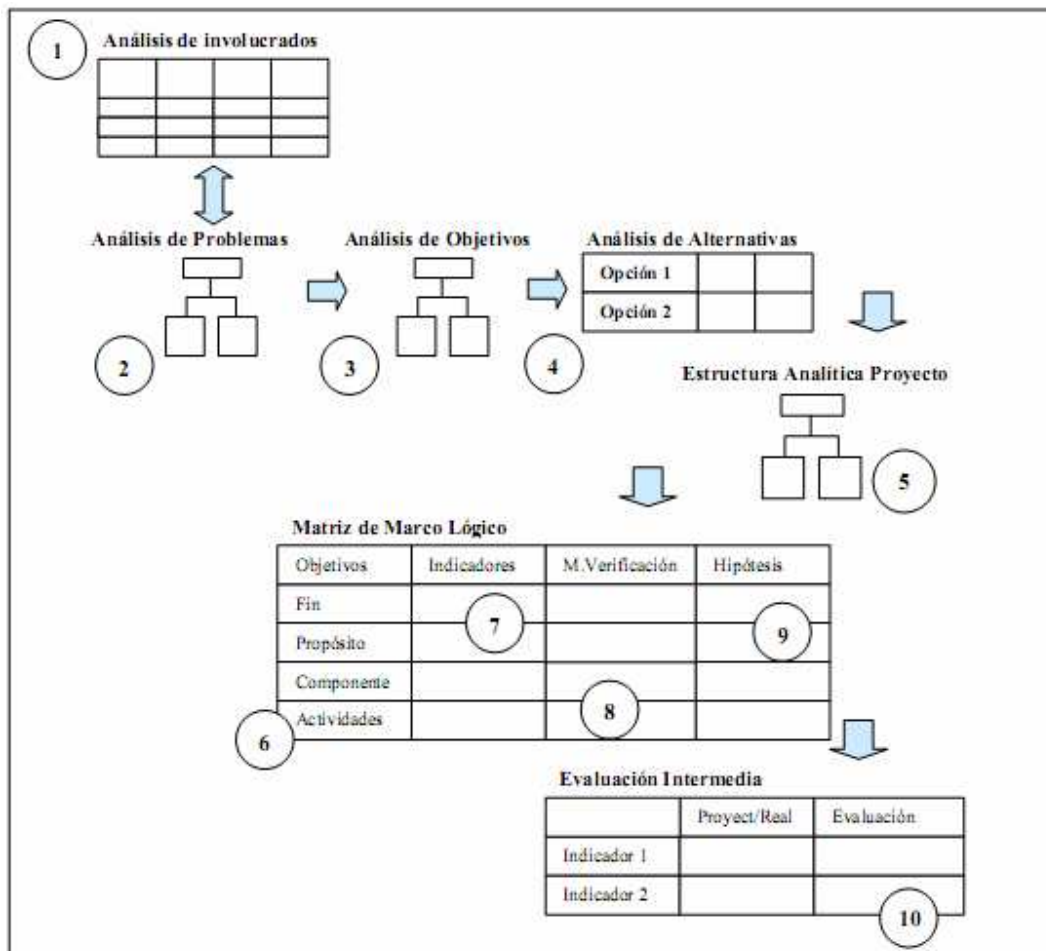 1
Análisis de involucrados
Análisis de Problemas
Análisis de Objetivos
Análisis de Alternativas
Opción 1
Opción 2
2
3
4
Estructura Analítica Proyecto
5
Matriz de Marco Lógico
Objetivos Indicadores M.Verificación Hipótesis
Fin
7
9
Propósito
Componente
8
Actividades
6
Evaluación Intermedia
Proyect/Real Evaluación
Indicador 1
Indicador 2
10